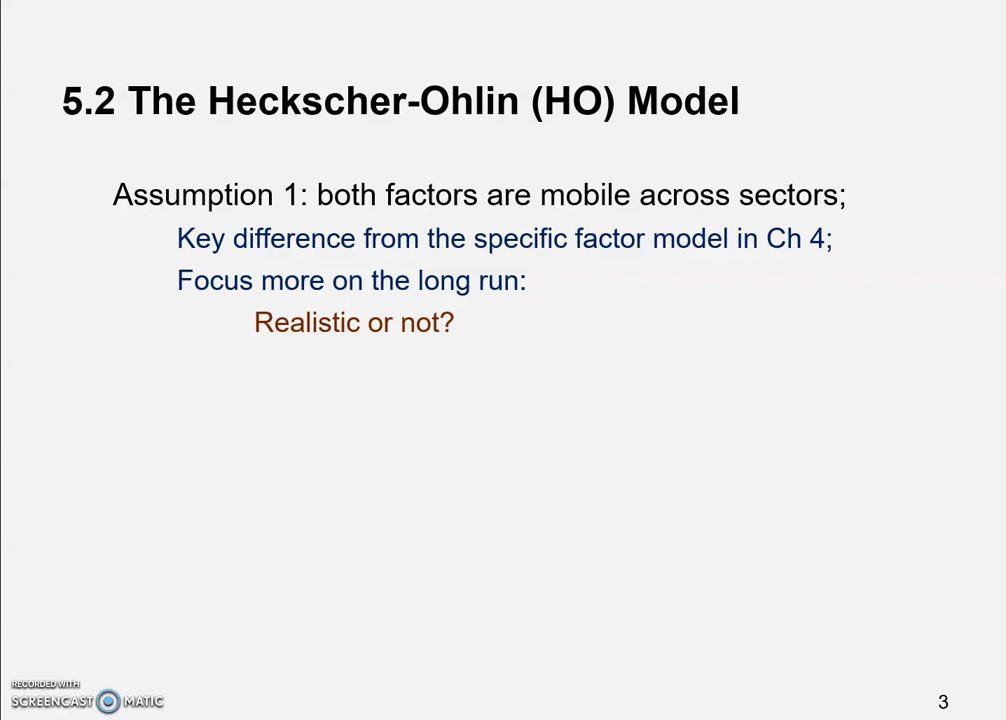 5.2 The Heckscher-Ohlin (HO) Model
Assumption 1: both factors are mobile across sectors;
Key difference from the specific factor model in Ch 4;
Focus more on the long run:
Realistic or not?
RECORDED WITH
SCREENCAST MATIC
3